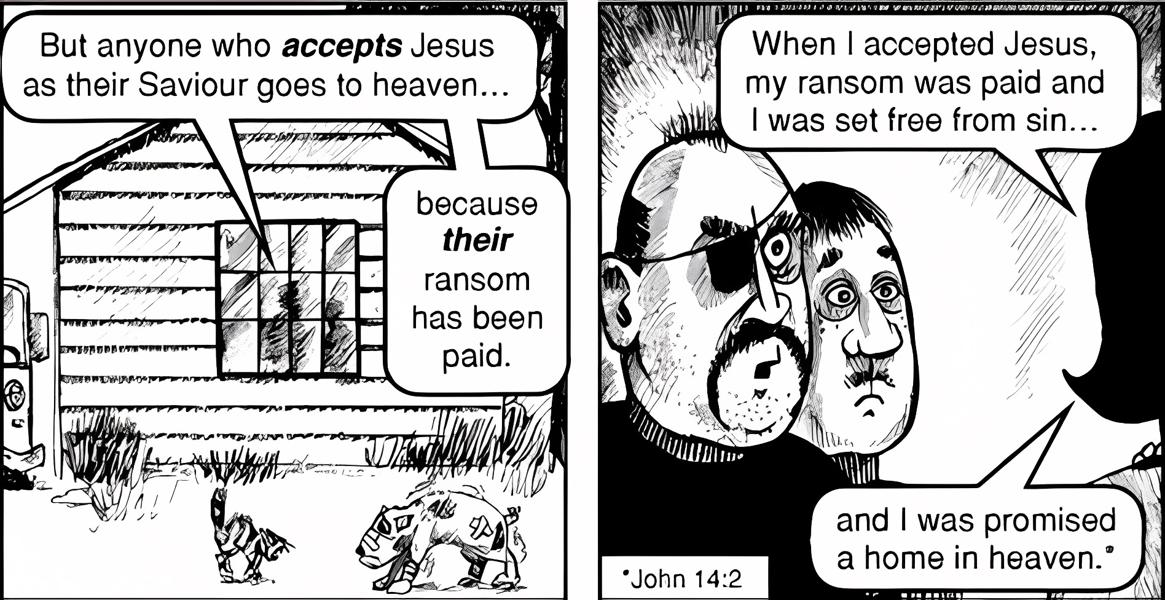 But anyone who accepts Jesus
as their Saviour goes to heaven...
because
their
ransom
has been
paid.
When I accepted Jesus,
my ransom was paid and
I was set free from sin...
and I was promised
a home in heaven.*
*John 14:2